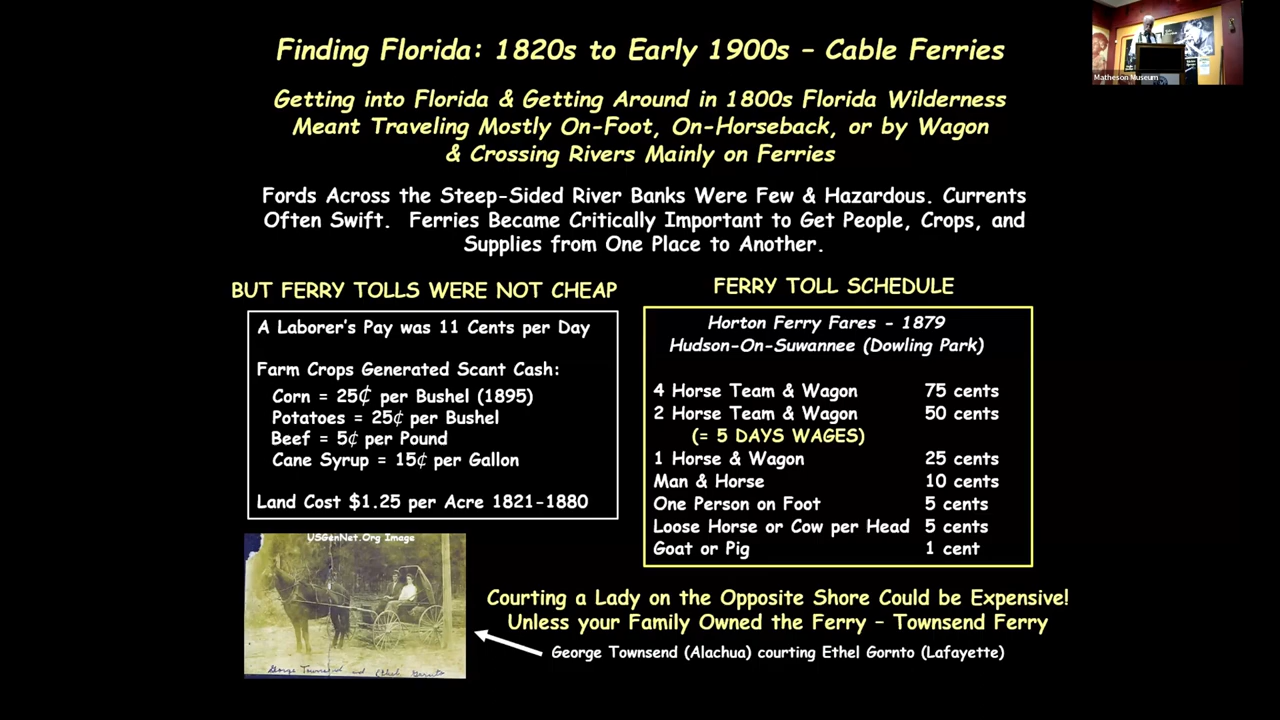 Finding Florida: 1820s to Early 1900s – Cable Ferries
Matheson Museum
Getting into Florida & Getting Around in 1800s Florida Wilderness
Meant Traveling Mostly On-Foot, On-Horseback, or by Wagon
& Crossing Rivers Mainly on Ferries
Fords Across the Steep-Sided River Banks Were Few & Hazardous. Currents
Often Swift. Ferries Became Critically Important to Get People, Crops, and
Supplies from One Place to Another.
BUT FERRY TOLLS WERE NOT CHEAP
A Laborer's Pay was 11 Cents per Day
Farm Crops Generated Scant Cash:
Corn = 25₵ per Bushel (1895)
Potatoes = 25¢ per Bushel
Beef = 5¢ per Pound
Cane Syrup = 15¢ per Gallon
Land Cost $1.25 per Acre 1821-1880
FERRY TOLL SCHEDULE
Horton Ferry Fares - 1879
Hudson-On-Suwannee (Dowling Park)
4 Horse Team & Wagon 75 cents
2 Horse Team & Wagon 50 cents
(= 5 DAYS WAGES)
1 Horse & Wagon 25 cents
Man & Horse 10 cents
One Person on Foot 5 cents
Loose Horse or Cow per Head 5 cents
Goat or Pig 1 cent
USGenNet.Org Image
George Townsend and Ethel
Courting a Lady on the Opposite Shore Could be Expensive!
Unless your Family Owned the Ferry – Townsend Ferry
George Townsend (Alachua) courting Ethel Gornto (Lafayette)